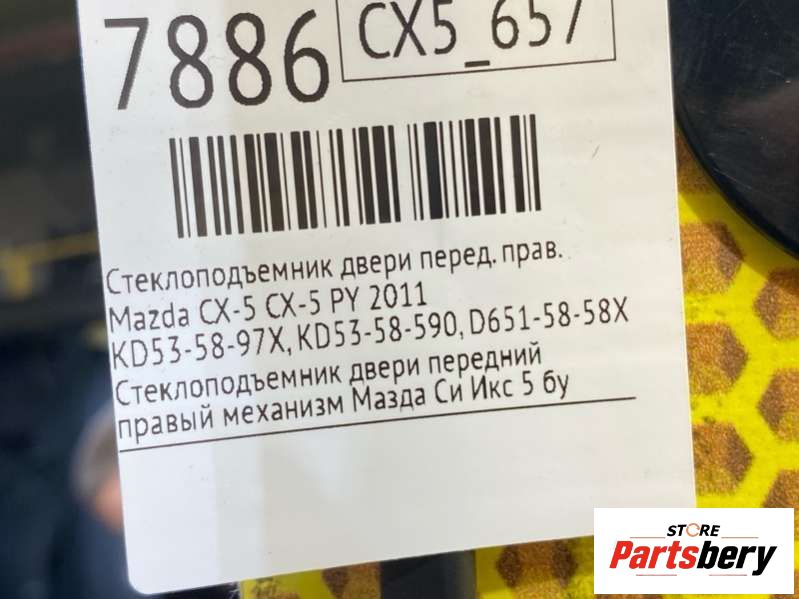 7886
CX5_657
Стеклоподъемник двери перед. прав.
Mazda CX-5 CX-5 PY 2011
KD53-58-97X, KD53-58-590, D651-58-58X
Стеклоподъемник двери передний
правый механизм Мазда Си Икс 5 бу
STORE
Partsbery